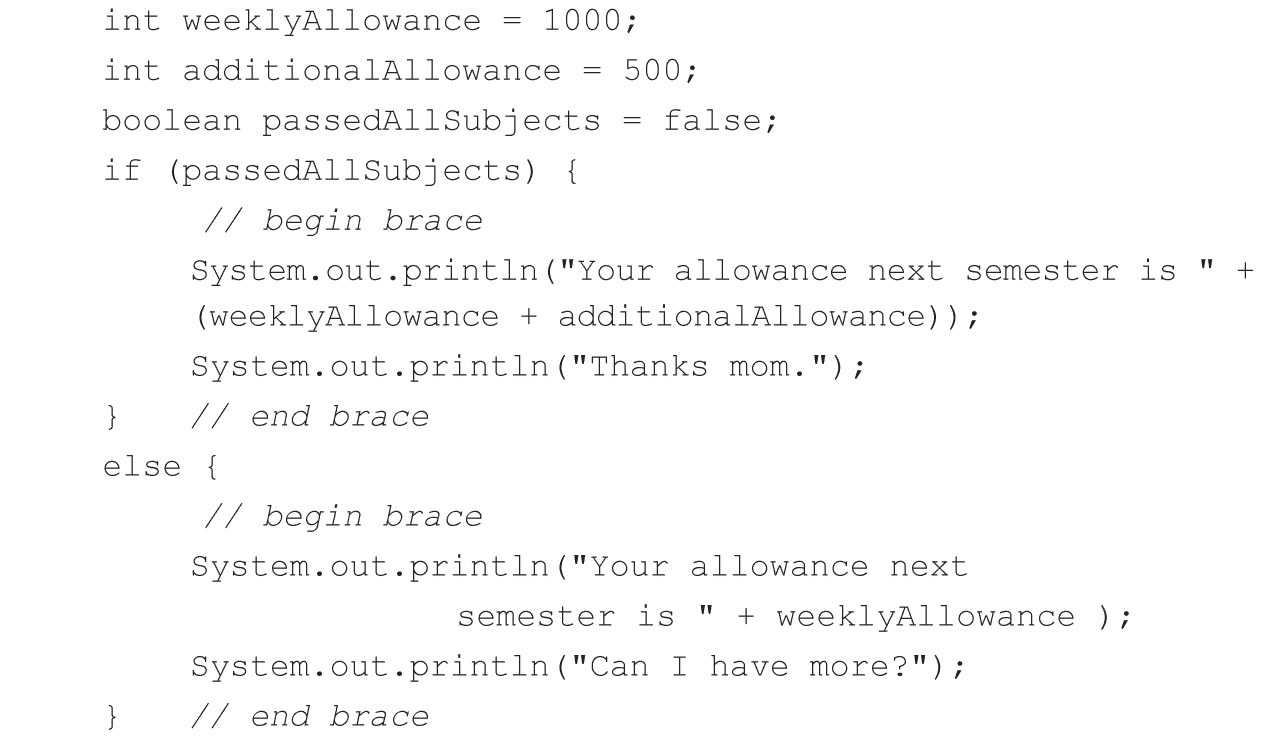 int weeklyAllowance = 1000;
int additionalAllowance = 500;
boolean passedAllSubjects = false;
if (passedAllSubjects) {
// begin brace
System.out.println("Your allowance next semester is " +
(weeklyAllowance + additionalAllowance));
System.out.println("Thanks mom.");
} // end brace
else {
// begin brace
System.out.println("Your allowance next
semester is " + weeklyAllowance );
System.out.println("Can I have more?");
} // end brace